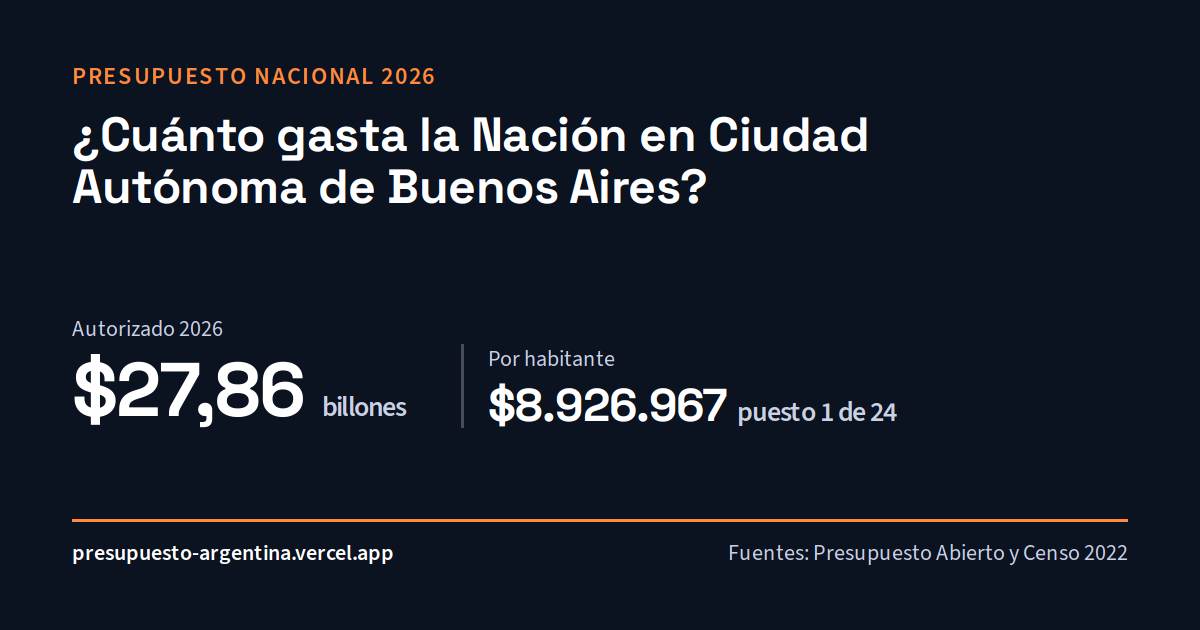 PRESUPUESTO NACIONAL 2026
¿Cuánto gasta la Nación en Ciudad
Autónoma de Buenos Aires?
Autorizado 2026
$27,86 billones
Por habitante
$8.926.967 puesto 1 de 24
presupuesto-argentina.vercel.app
Fuentes: Presupuesto Abierto y Censo 2022